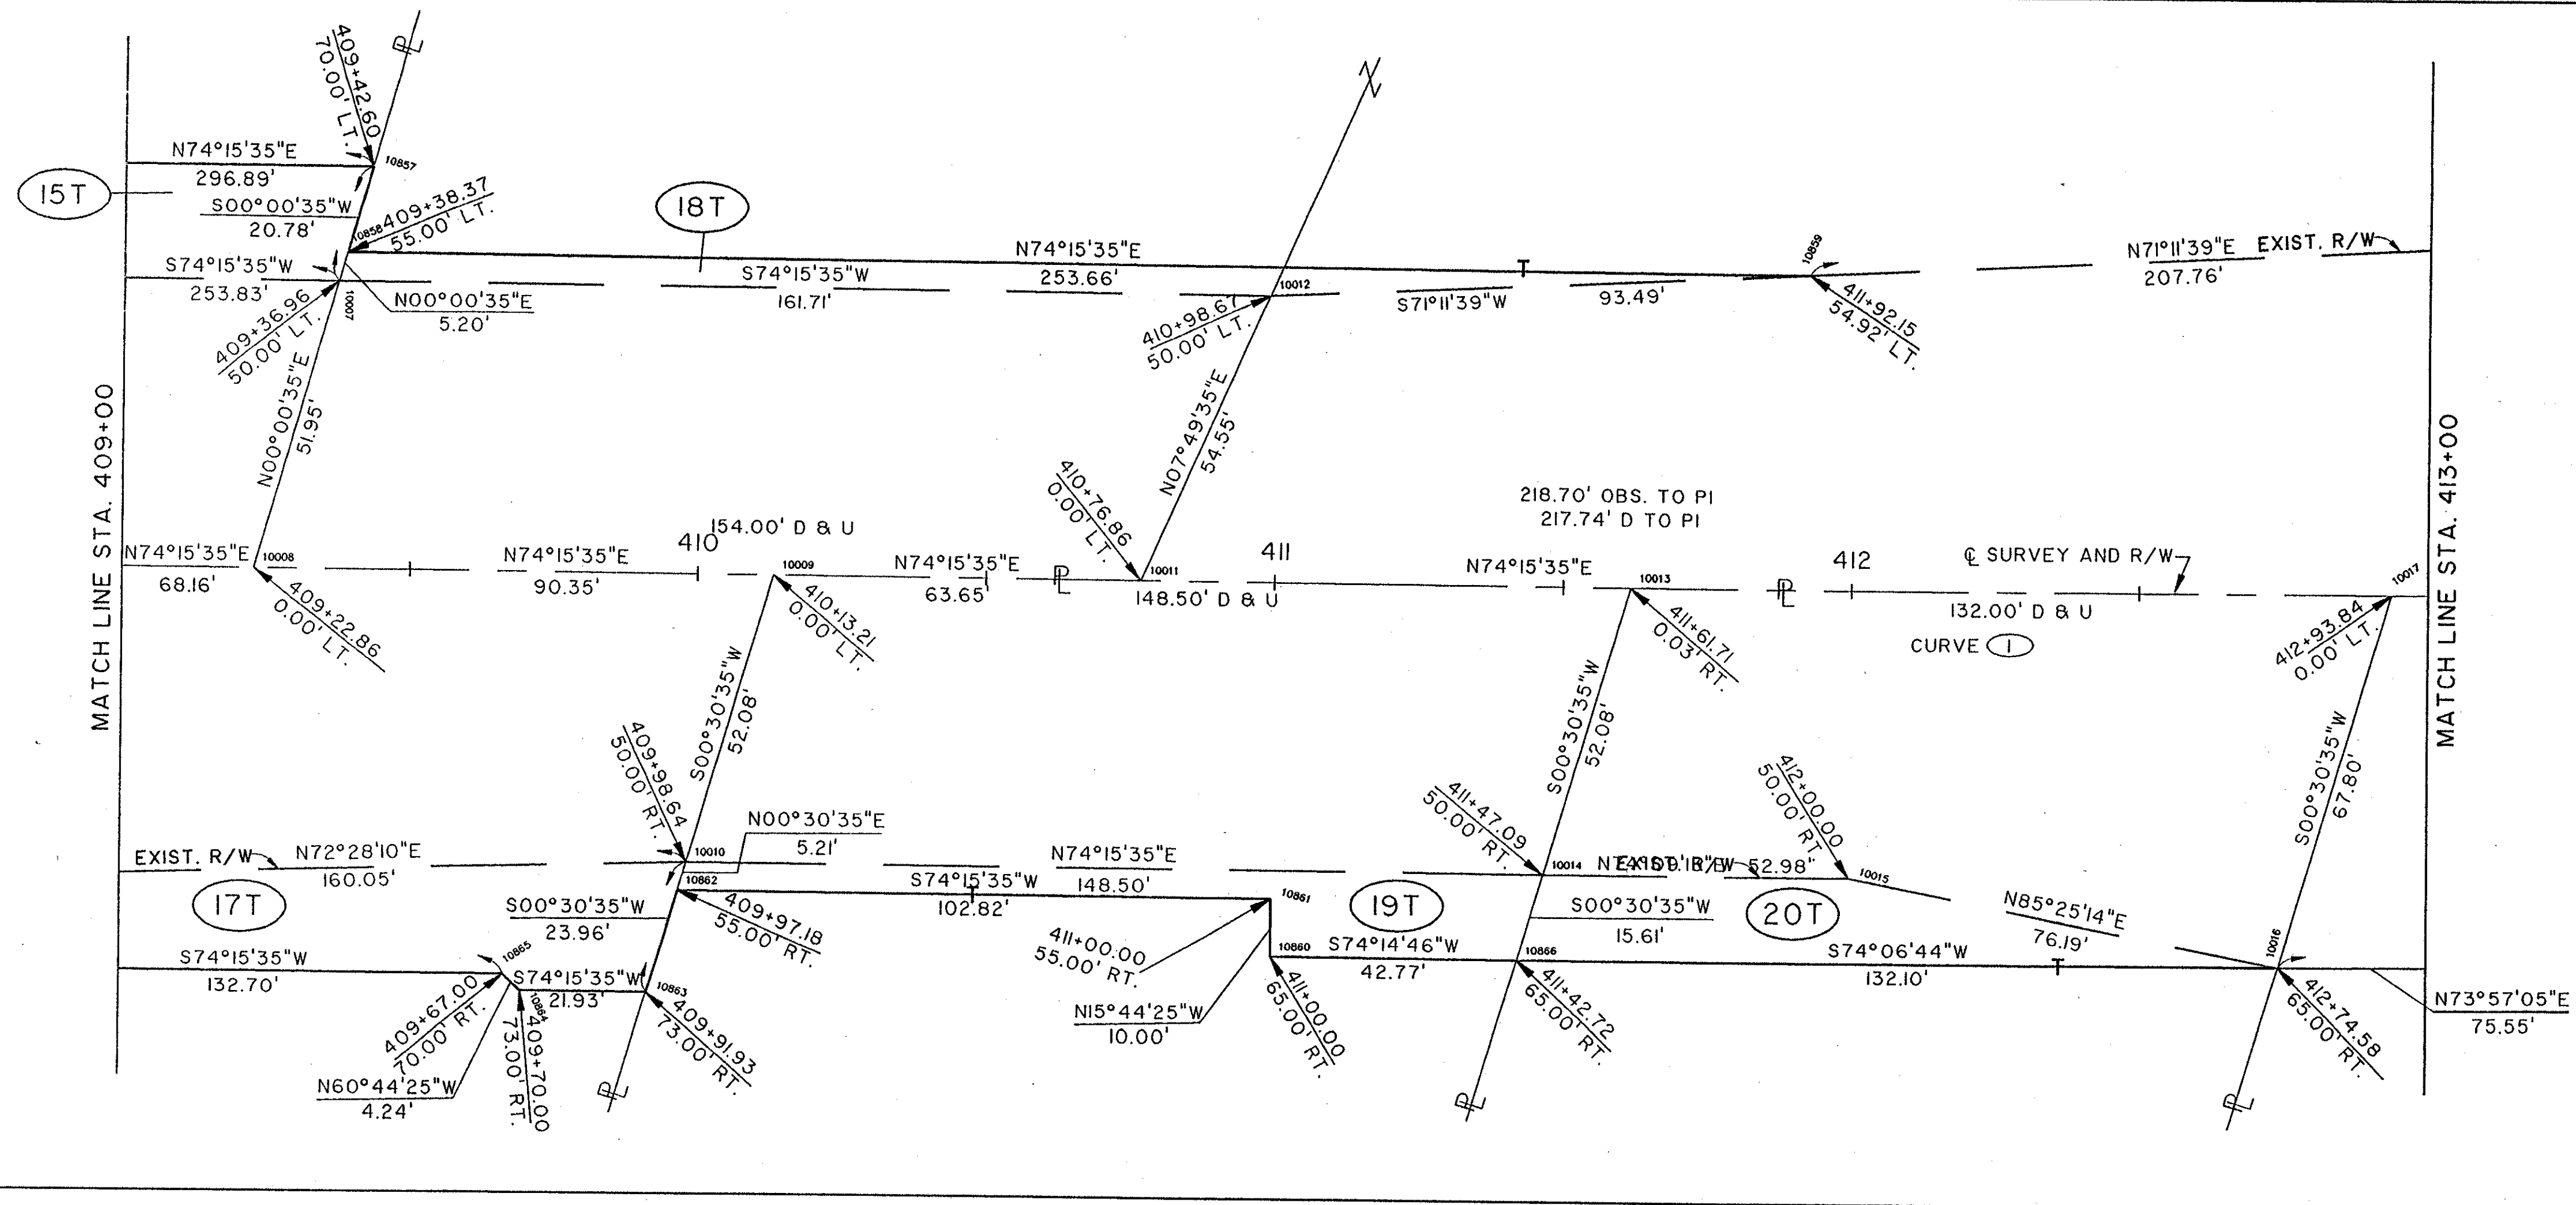 409+42.60
70.00' LT.
PL
N
N74°15'35"E
296.89'
10857
15T
S00°00'35"W
20.78'
10858
409+38.37
55.00' LT.
18T
N74°15'35"E
253.66'
10859
N71°11'39"E
207.76'
EXIST. R/W
S74°15'35"W
253.83'
10007
N00°00'35"E
5.20'
S74°15'35"W
161.71'
10012
S71°11'39"W
93.49'
411+92.15
54.92' LT.
409+36.96
50.00' LT.
410+98.67
50.00' LT.
N00°00'35"E
51.95'
N07°49'35"E
54.55'
MATCH LINE STA. 409+00
MATCH LINE STA. 413+00
410+76.86
0.00' LT.
218.70' OBS. TO PI
217.74' D TO PI
N74°15'35"E
68.16'
10008
409+22.86
0.00' LT.
N74°15'35"E
90.35'
410
154.00' D & U
10009
410+13.21
0.00' LT.
N74°15'35"E
63.65'
PL
10011
411
148.50' D & U
N74°15'35"E
10013
411+61.71
0.03' RT.
PL
412
CL SURVEY AND R/W
132.00' D & U
CURVE 1
10017
412+93.84
0.00' LT.
S00°30'35"W
52.08'
S00°30'35"W
52.08'
S00°30'35"W
67.80'
409+98.64
50.00' RT.
N00°30'35"E
5.21'
411+47.09
50.00' RT.
412+00.00
50.00' RT.
EXIST. R/W
N72°28'10"E
160.05'
10010
N74°15'35"E
148.50'
10014
EXIST. R/W
52.98"
10015
17T
10862
S74°15'35"W
102.82'
10861
19T
20T
S00°30'35"W
23.96'
409+97.18
55.00' RT.
411+00.00
55.00' RT.
S00°30'35"W
15.61'
N85°25'14"E
76.19'
S74°15'35"W
132.70'
10865
S74°15'35"W
21.93'
10863
10860
S74°14'46"W
42.77'
10866
S74°06'44"W
132.10'
10016
409+67.00
70.00' RT.
10864
409+70.00
73.00' RT.
409+91.93
73.00' RT.
N15°44'25"W
10.00'
411+00.00
65.00' RT.
411+42.72
65.00' RT.
412+74.58
65.00' RT.
N73°57'05"E
75.55'
N60°44'25"W
4.24'
PL
PL
PL